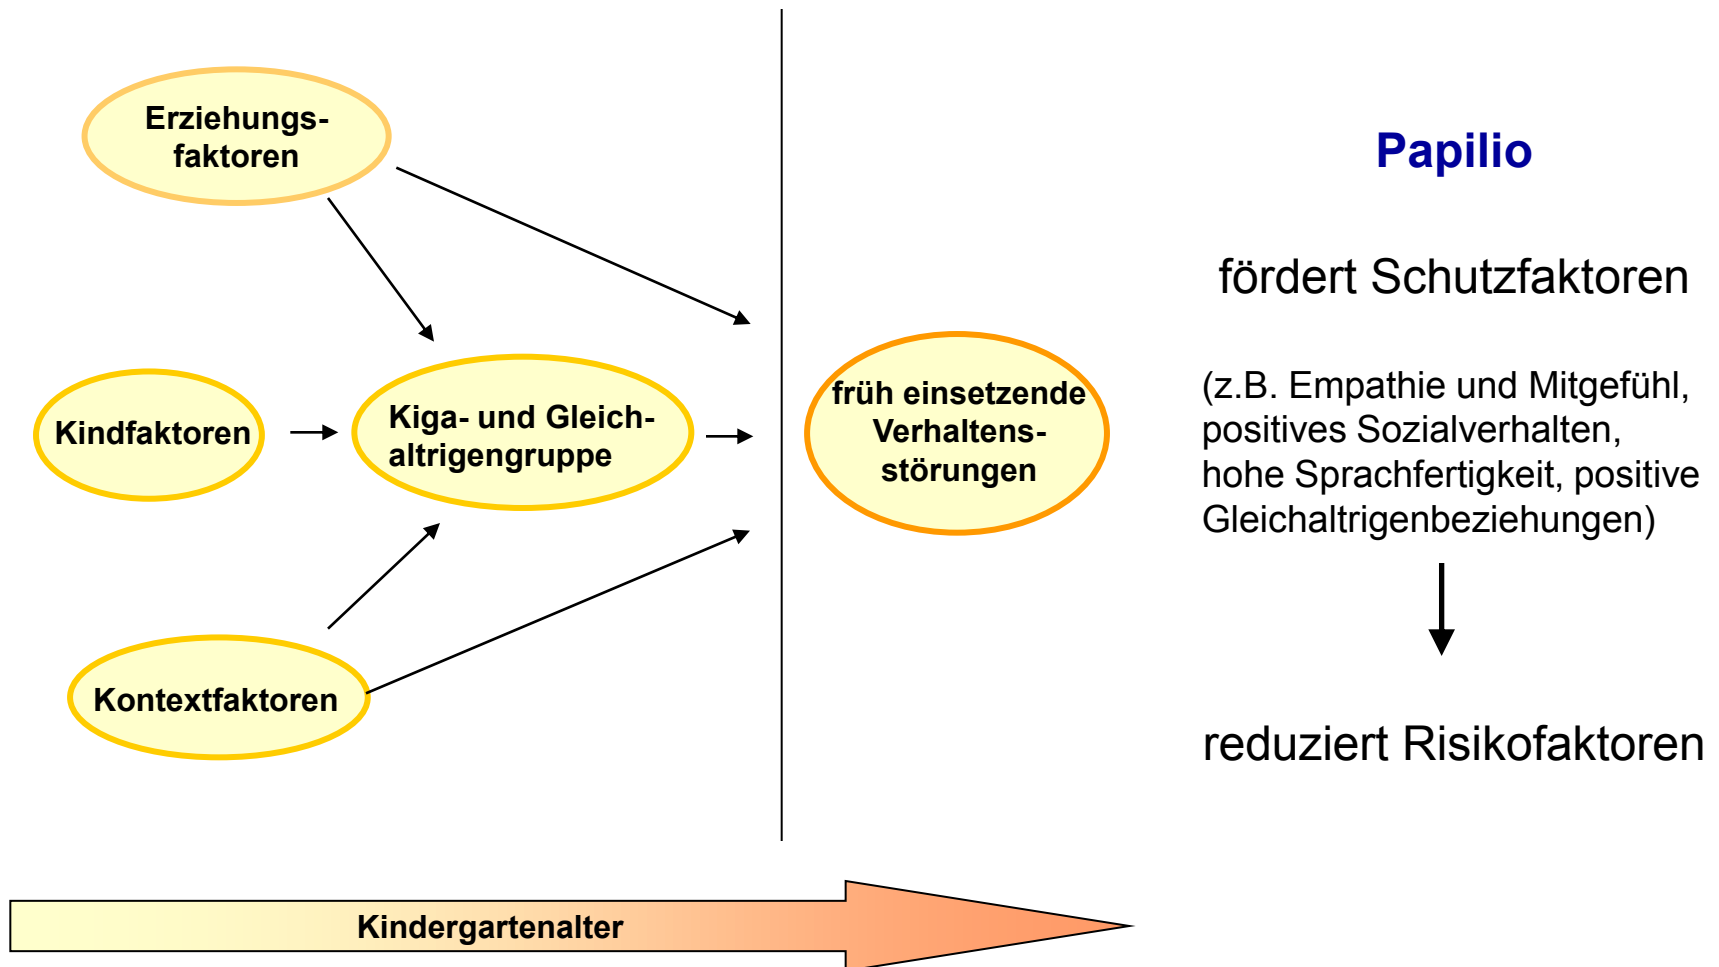 Erziehungs-
faktoren
Kindfaktoren
Kiga- und Gleich-
altrigengruppe
Kontextfaktoren
früh einsetzende
Verhaltens-
störungen
Papilio
fördert Schutzfaktoren
(z.B. Empathie und Mitgefühl,
positives Sozialverhalten,
hohe Sprachfertigkeit, positive
Gleichaltrigenbeziehungen)
reduziert Risikofaktoren
Kindergartenalter